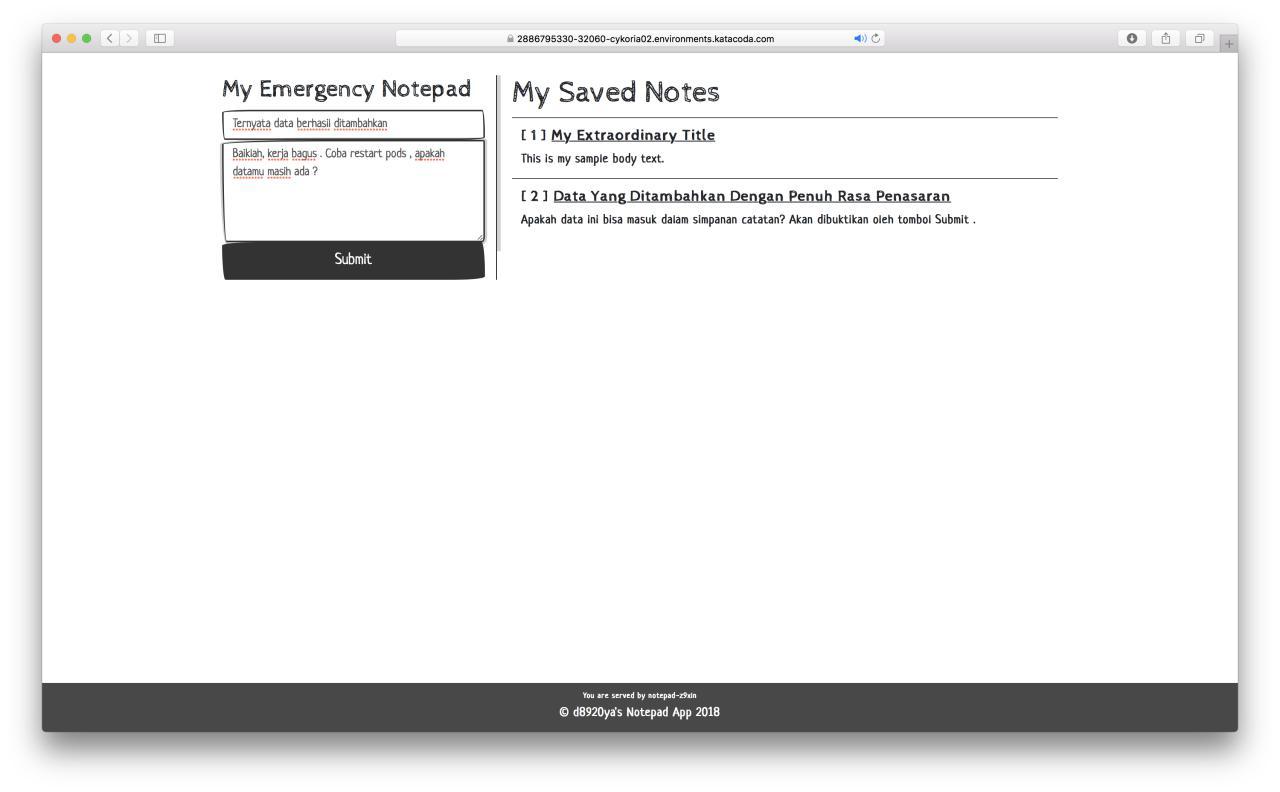 2886795330-32060-cykoria02.environments.katacoda.com
My Emergency Notepad
Ternyata data berhasil ditambahkan
Baiklah, kerja bagus . Coba restart pods , apakah
datamu masih ada ?
Submit
My Saved Notes
[ 1 ] My Extraordinary Title
This is my sample body text.
[ 2 ] Data Yang Ditambahkan Dengan Penuh Rasa Penasaran
Apakah data ini bisa masuk dalam simpanan catatan? Akan dibuktikan oleh tombol Submit .
You are served by notepad-z9xln
© d8920ya's Notepad App 2018